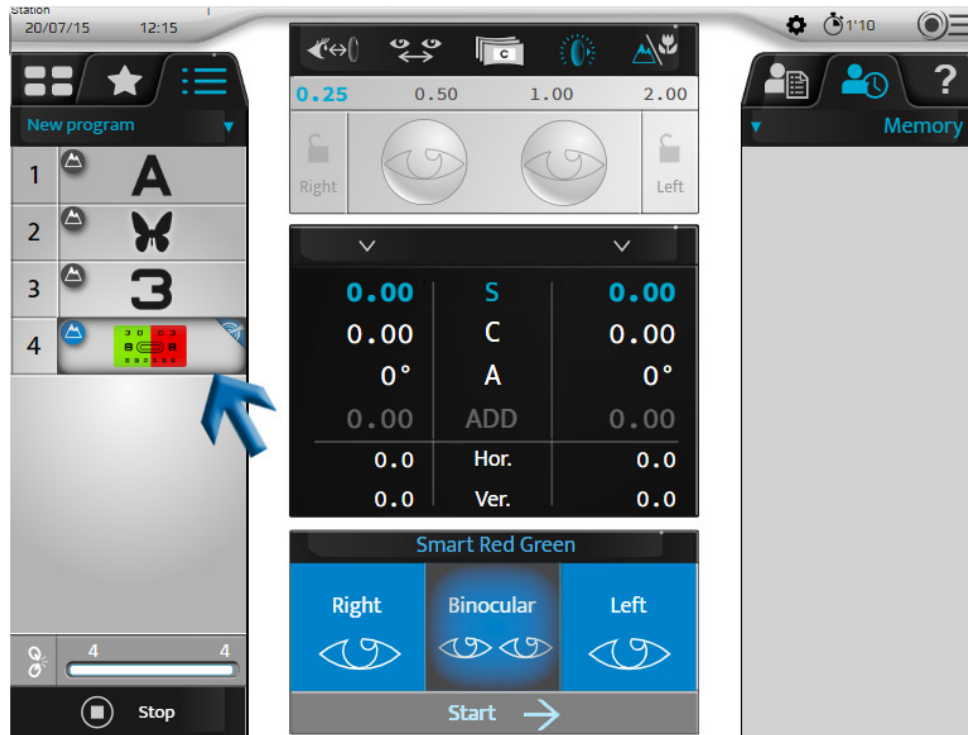 Station
20/07/15 12:15
1'10
New program
1 A
2
3 3
4
4 4
Stop
C
0.25 0.50 1.00 2.00
Right Left
0.00 S 0.00
0.00 C 0.00
0° A 0°
0.00 ADD 0.00
0.0 Hor. 0.0
0.0 Ver. 0.0
Smart Red Green
Right Binocular Left
Start
?
Memory